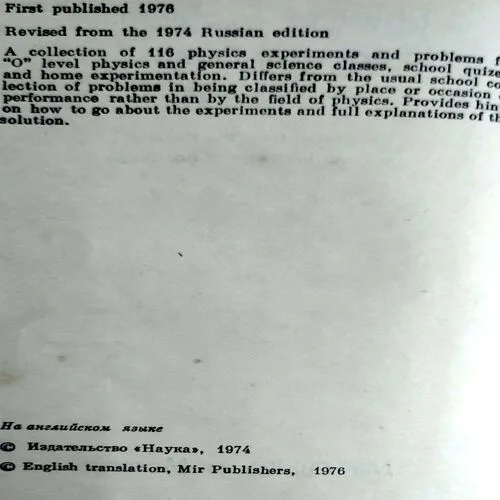 First published 1976
Revised from the 1974 Russian edition
A collection of 116 physics experiments and problems f
"O" level physics and general science classes, school quize
and home experimentation. Differs from the usual school co
lection of problems in being classified by place or occasion
performance rather than by the field of physics. Provides hin
on how to go about the experiments and full explanations of th
solution.
На английском языке
© Издательство «Наука», 1974
© English translation, Mir Publishers, 1976